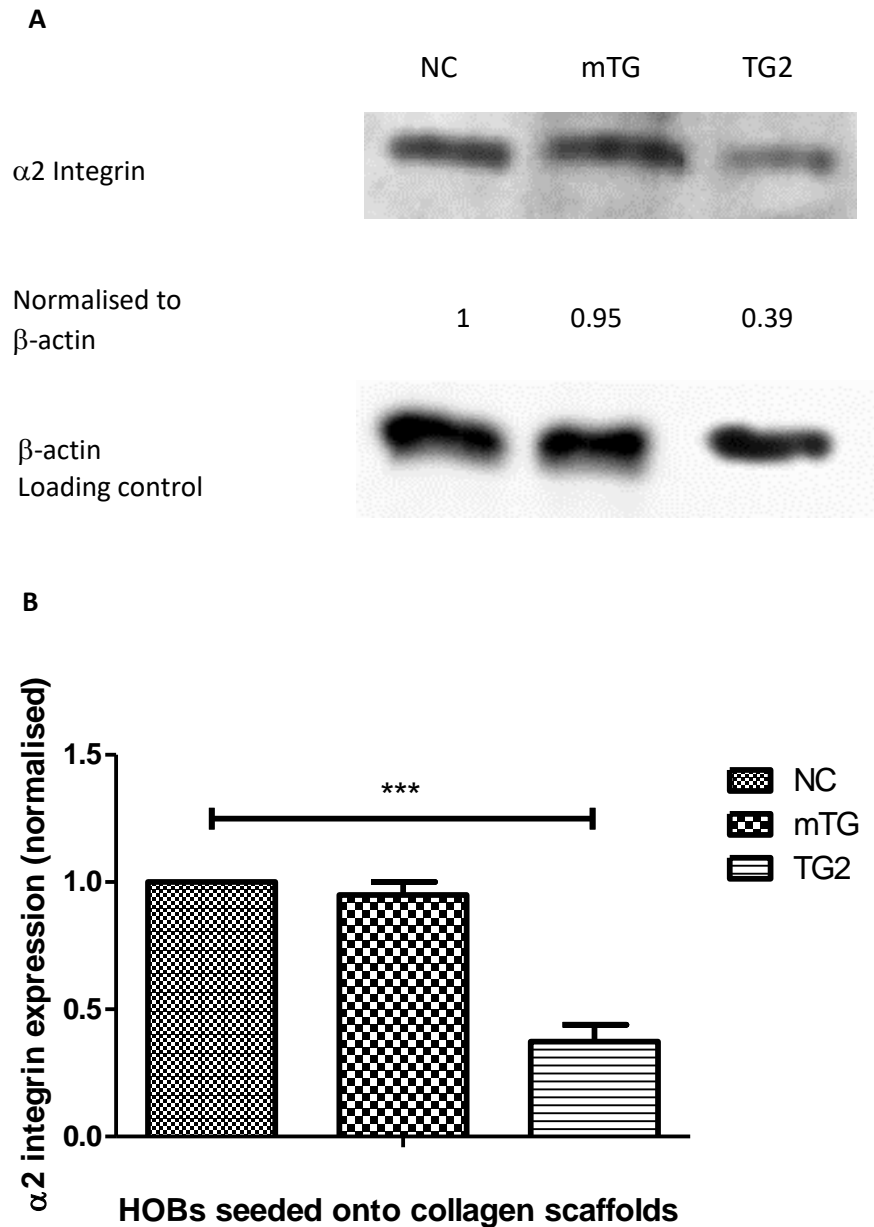 A
NC mTG TG2
α2 Integrin
Normalised to
β-actin
1 0.95 0.39
β-actin
Loading control
B
α2 integrin expression (normalised)
1.5
1.0
0.5
0.0
***
NC
mTG
TG2
HOBs seeded onto collagen scaffolds